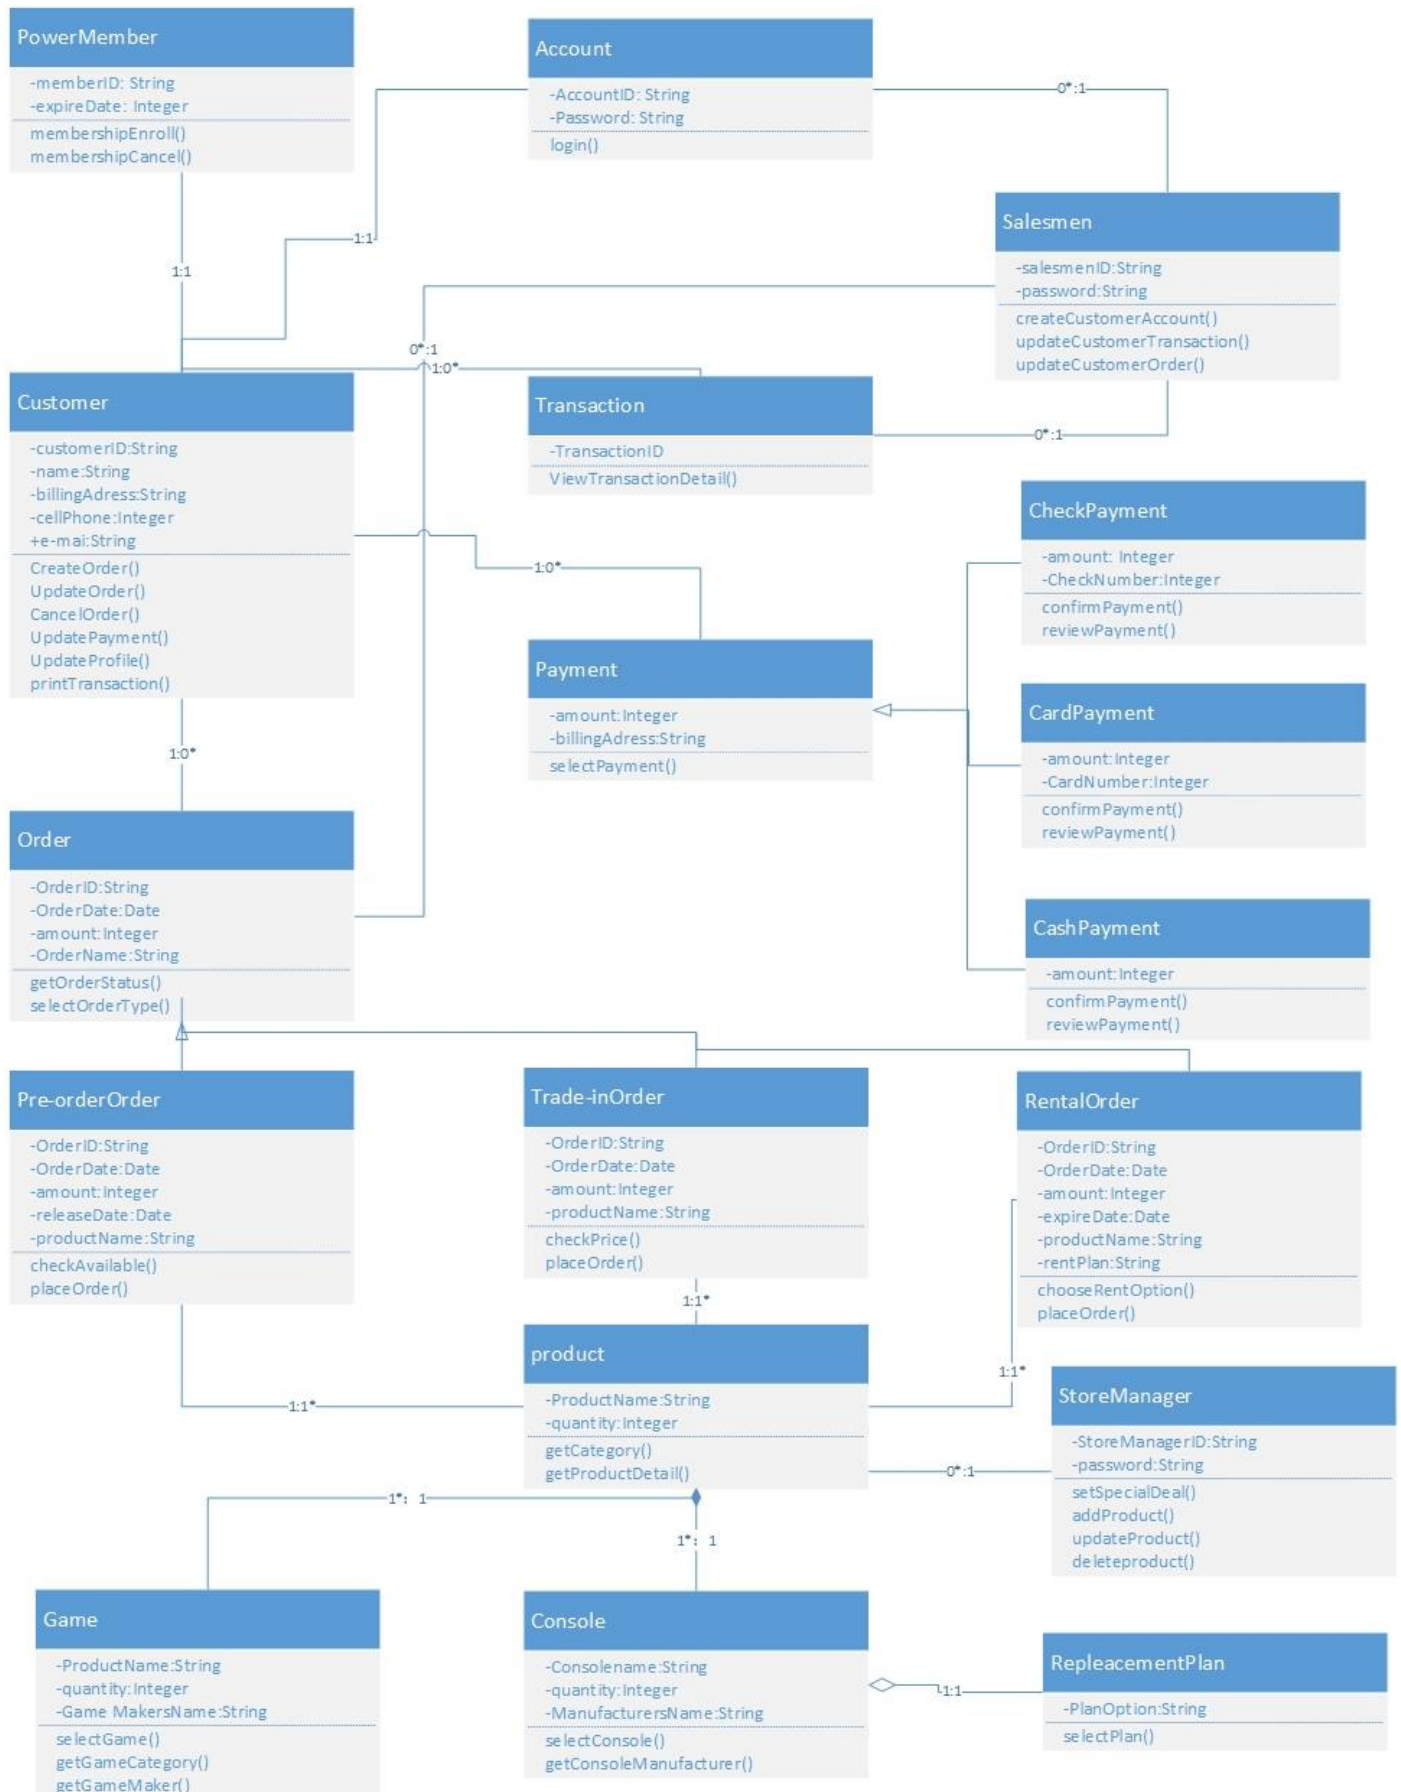 PowerMember
-memberID: String
-expireDate: Integer
membershipEnroll()
membershipCancel()
Account
-AccountID: String
-Password: String
login()
0*:1
1:1
1:1
Salesmen
-salesmenID:String
-password:String
createCustomerAccount()
updateCustomerTransaction()
updateCustomerOrder()
0*:1
1:0*
Customer
-customerID:String
-name:String
-billingAdress:String
-cellPhone:Integer
+e-mai:String
CreateOrder()
UpdateOrder()
CancelOrder()
UpdatePayment()
UpdateProfile()
printTransaction()
Transaction
-TransactionID
ViewTransactionDetail()
0*:1
CheckPayment
-amount: Integer
-CheckNumber:Integer
confirmPayment()
reviewPayment()
1:0*
Payment
-amount:Integer
-billingAdress:String
selectPayment()
CardPayment
-amount:Integer
-CardNumber:Integer
confirmPayment()
reviewPayment()
1:0*
Order
-OrderID:String
-OrderDate:Date
-amount:Integer
-OrderName:String
getOrderStatus()
selectOrderType()
CashPayment
-amount:Integer
confirmPayment()
reviewPayment()
Pre-orderOrder
-OrderID:String
-OrderDate:Date
-amount:Integer
-releaseDate:Date
-productName:String
checkAvailable()
placeOrder()
Trade-inOrder
-OrderID:String
-OrderDate:Date
-amount:Integer
-productName:String
checkPrice()
placeOrder()
RentalOrder
-OrderID:String
-OrderDate:Date
-amount:Integer
-expireDate:Date
-productName:String
-rentPlan:String
chooseRentOption()
placeOrder()
1:1*
1:1*
1:1*
product
-ProductName:String
-quantity:Integer
getCategory()
getProductDetail()
0*:1
StoreManager
-StoreManagerID:String
-password:String
setSpecialDeal()
addProduct()
updateProduct()
deleteproduct()
1*: 1
1*: 1
Game
-ProductName:String
-quantity:Integer
-Game MakersName:String
selectGame()
getGameCategory()
getGameMaker()
Console
-Consolename:String
-quantity:Integer
-ManufacturersName:String
selectConsole()
getConsoleManufacturer()
1:1
RepleacementPlan
-PlanOption:String
selectPlan()